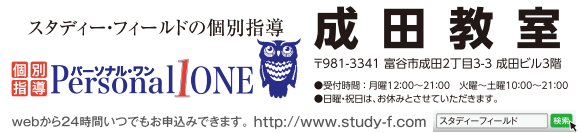 スタディー・フィールドの個別指導
個別指導
パーソナル・ワン
Personal 1 ONE
成田教室
〒981-3341 富谷市成田2丁目3-3 成田ビル3階
●受付時間：月曜12:00〜21:00　火曜〜土曜10:00〜21:00
●日曜・祝日は、お休みとさせていただきます。
webから24時間いつでもお申込みできます。 http://www.study-f.com スタディーフィールド 検索